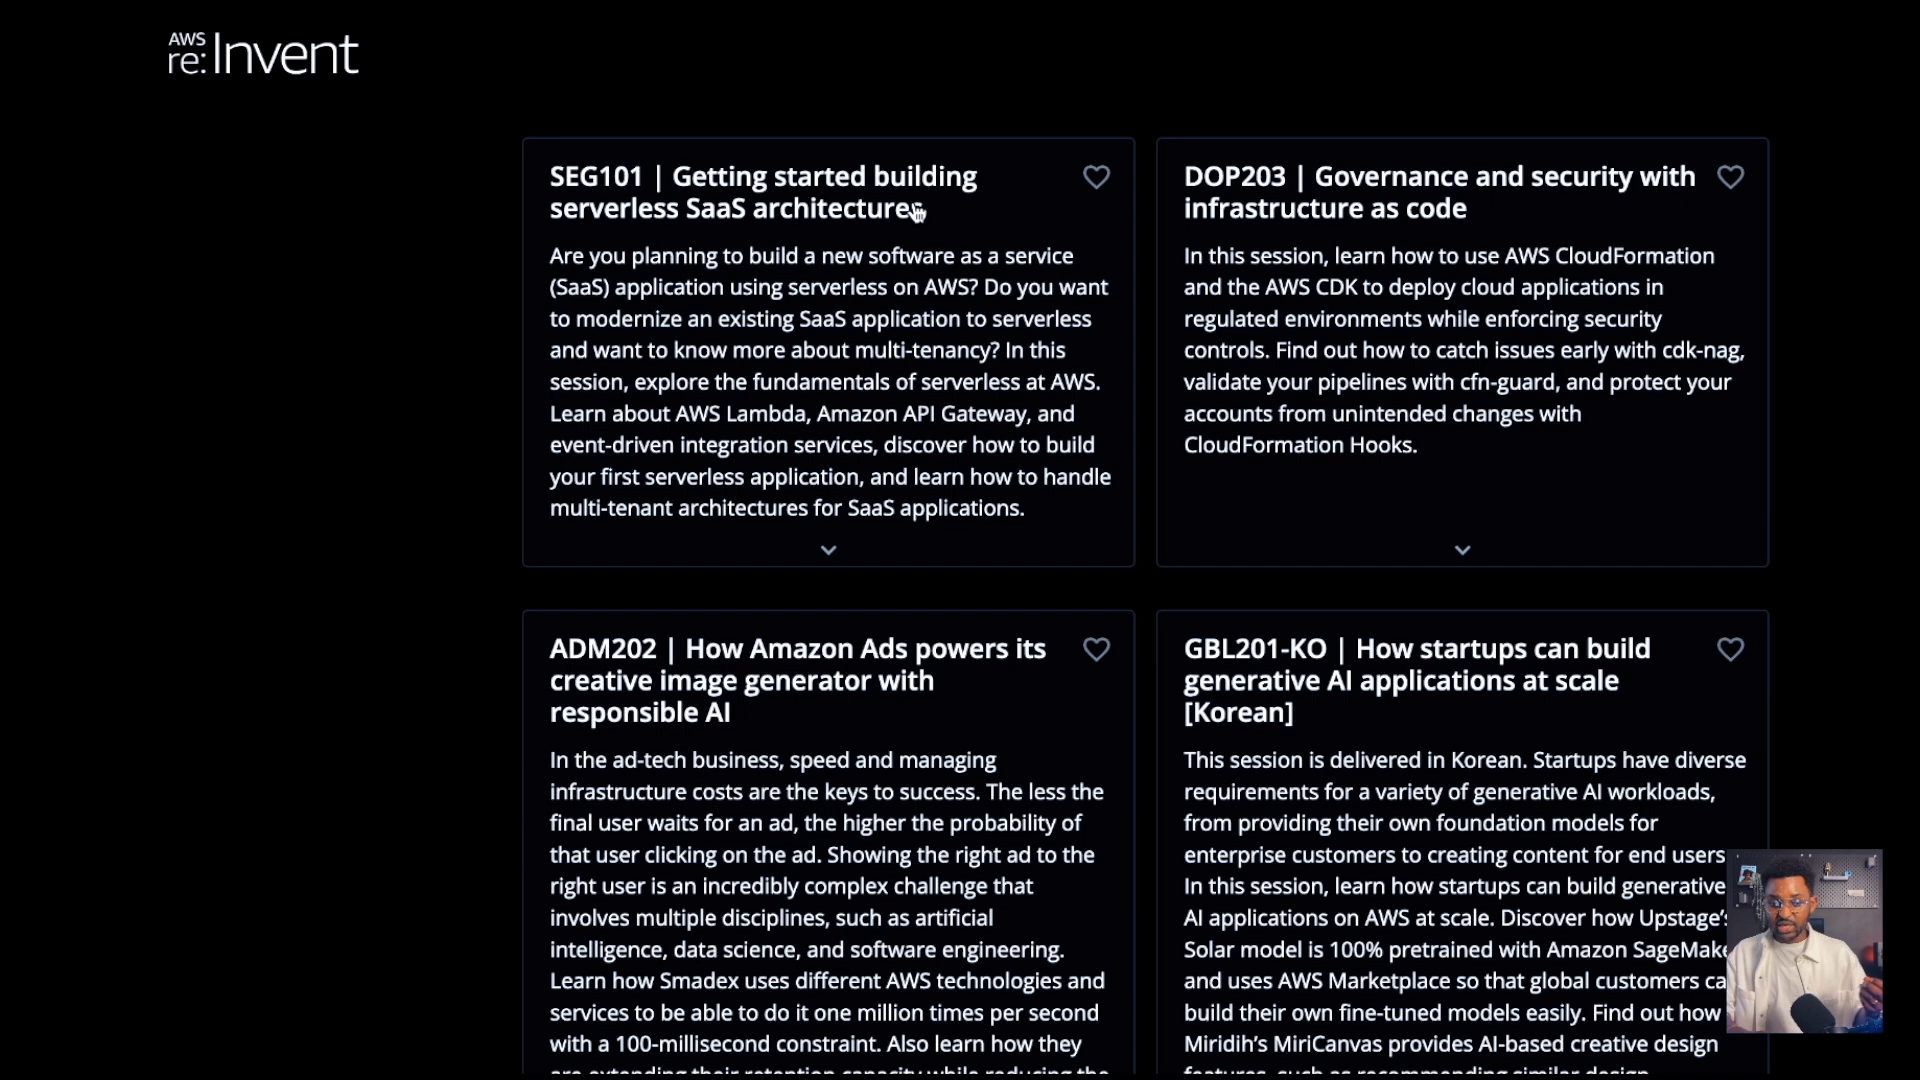 AWS
re:Invent
SEG101 | Getting started building
serverless SaaS architectures
Are you planning to build a new software as a service
(SaaS) application using serverless on AWS? Do you want
to modernize an existing SaaS application to serverless
and want to know more about multi-tenancy? In this
session, explore the fundamentals of serverless at AWS.
Learn about AWS Lambda, Amazon API Gateway, and
event-driven integration services, discover how to build
your first serverless application, and learn how to handle
multi-tenant architectures for SaaS applications.
DOP203 | Governance and security with
infrastructure as code
In this session, learn how to use AWS CloudFormation
and the AWS CDK to deploy cloud applications in
regulated environments while enforcing security
controls. Find out how to catch issues early with cdk-nag,
validate your pipelines with cfn-guard, and protect your
accounts from unintended changes with
CloudFormation Hooks.
ADM202 | How Amazon Ads powers its
creative image generator with
responsible AI
In the ad-tech business, speed and managing
infrastructure costs are the keys to success. The less the
final user waits for an ad, the higher the probability of
that user clicking on the ad. Showing the right ad to the
right user is an incredibly complex challenge that
involves multiple disciplines, such as artificial
intelligence, data science, and software engineering.
Learn how Smadex uses different AWS technologies and
services to be able to do it one million times per second
with a 100-millisecond constraint. Also learn how they
are extending their retention capacity while reducing the
GBL201-KO | How startups can build
generative AI applications at scale
[Korean]
This session is delivered in Korean. Startups have diverse
requirements for a variety of generative AI workloads,
from providing their own foundation models for
enterprise customers to creating content for end users
In this session, learn how startups can build generative
AI applications on AWS at scale. Discover how Upstage's
Solar model is 100% pretrained with Amazon SageMake
and uses AWS Marketplace so that global customers ca
build their own fine-tuned models easily. Find out how
Miridih's MiriCanvas provides AI-based creative design
features, such as recommending similar design